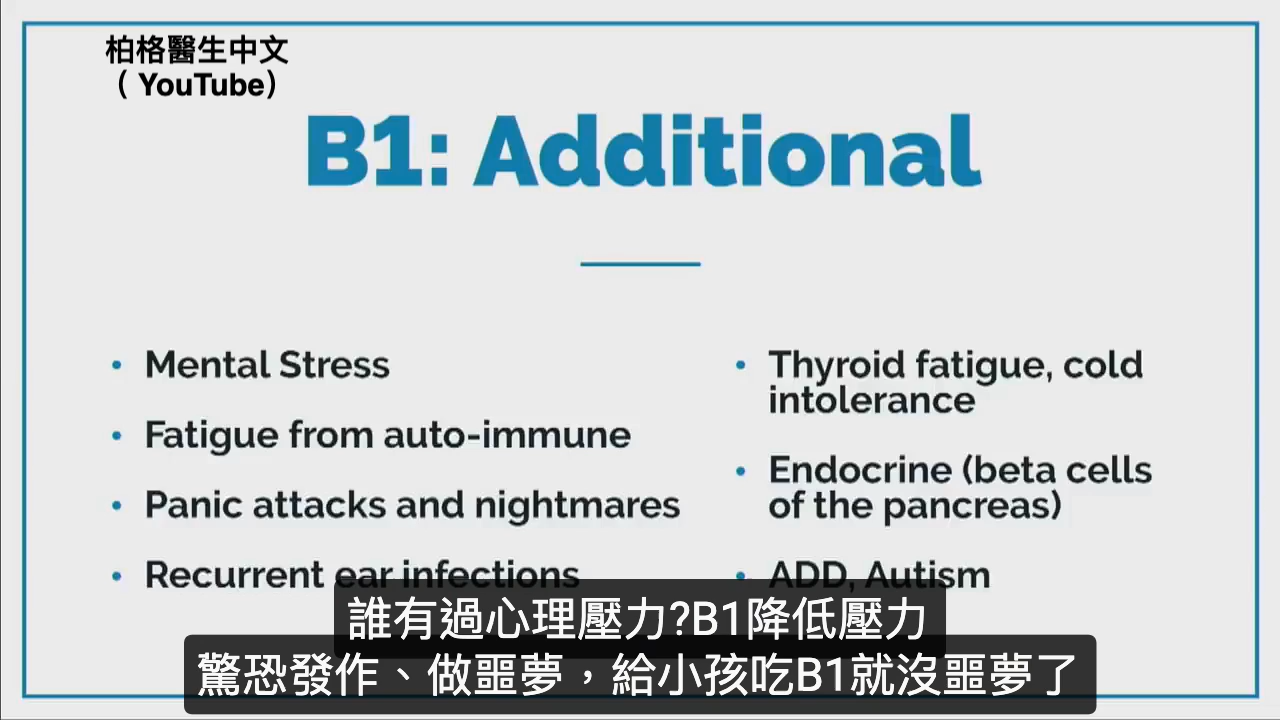 柏格醫生中文
（YouTube）
B1: Additional
• Mental Stress
• Fatigue from auto-immune
• Panic attacks and nightmares
• Recurrent ear infections
• Thyroid fatigue, cold
intolerance
• Endocrine (beta cells
of the pancreas)
• ADD, Autism
誰有過心理壓力?B1降低壓力
驚恐發作、做噩夢，給小孩吃B1就沒噩夢了